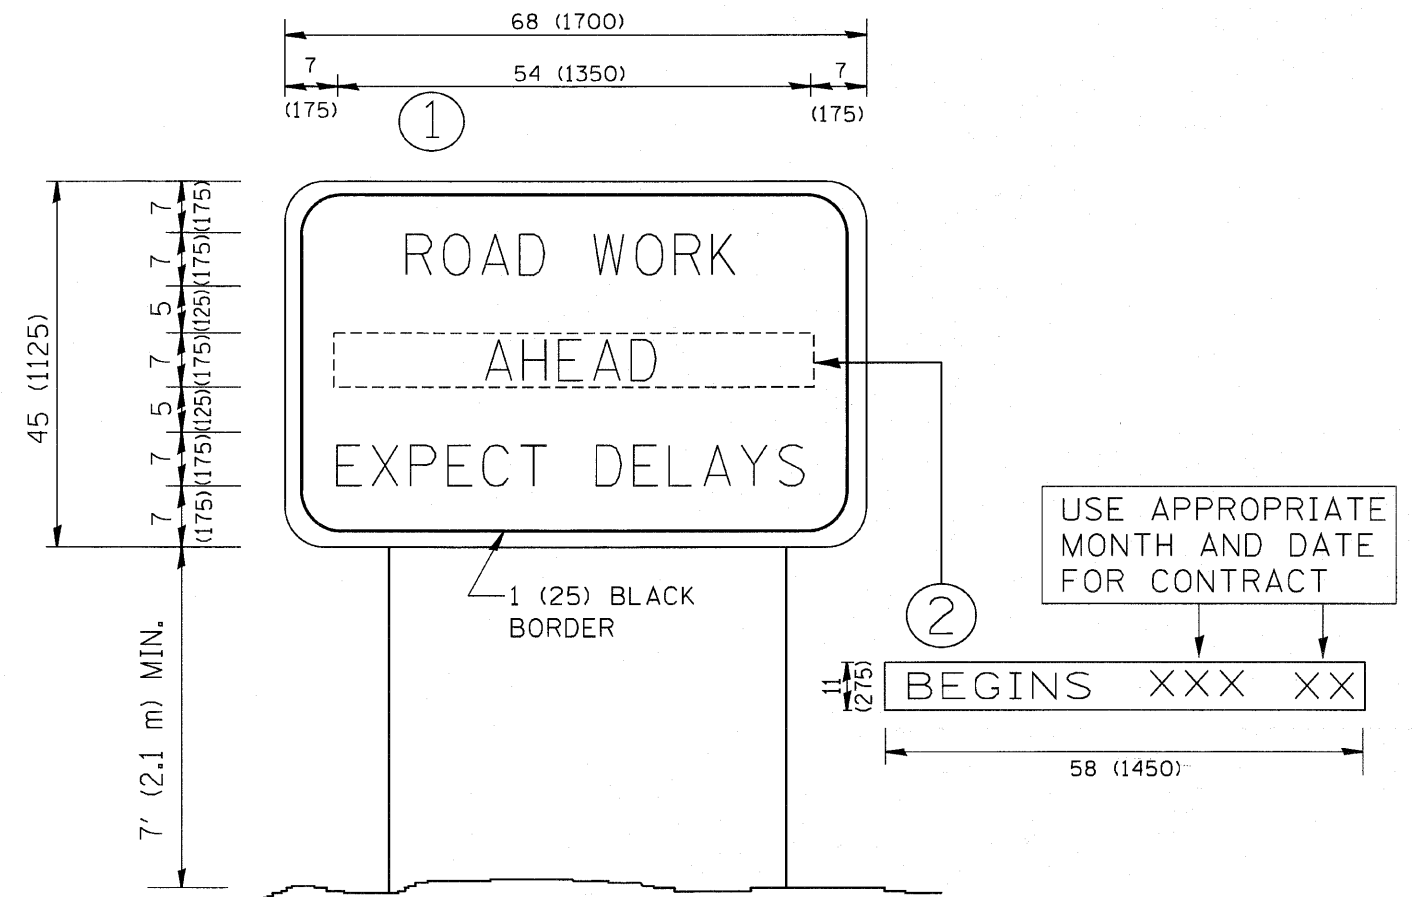 68 (1700)
7
54 (1350)
7
(175)
(175)
1
7
(175)
7
(175)
5
(125)
7
(175)
5
(125)
7
(175)
7
(175)
45 (1125)
ROAD WORK
AHEAD
EXPECT DELAYS
1 (25) BLACK
BORDER
7' (2.1 m) MIN.
USE APPROPRIATE
MONTH AND DATE
FOR CONTRACT
2
11
(275)
BEGINS XXX XX
58 (1450)